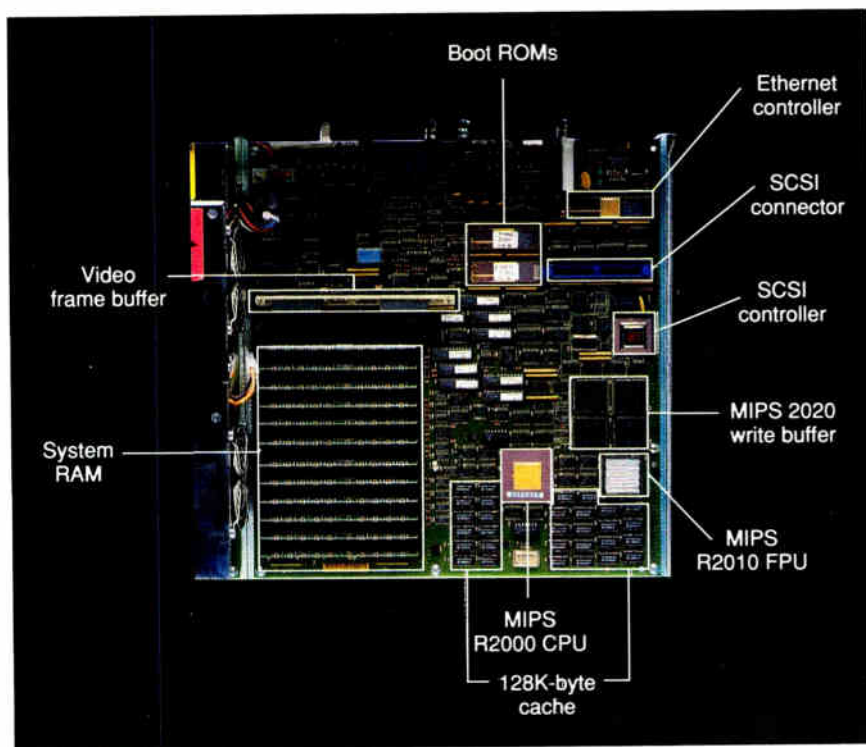 Boot ROMs
Ethernet
controller
SCSI
connector
Video
frame buffer
SCSI
controller
MIPS 2020
write buffer
System
RAM
MIPS
R2010 FPU
MIPS
R2000 CPU
128K-byte
cache